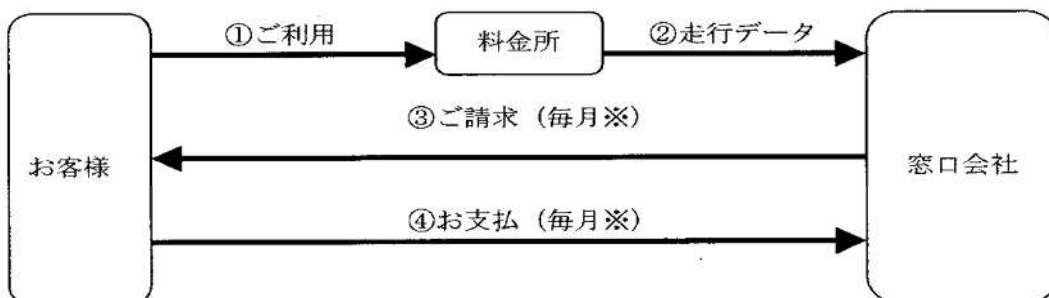 ①ご利用
料金所
②走行データ
③ご請求（毎月※）
お客様
窓口会社
④お支払（毎月※）